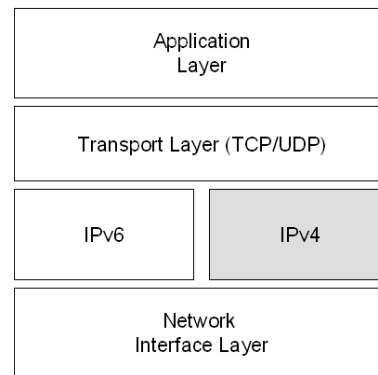 Application
Layer
Transport Layer (TCP/UDP)
IPv6
IPv4
Network
Interface Layer